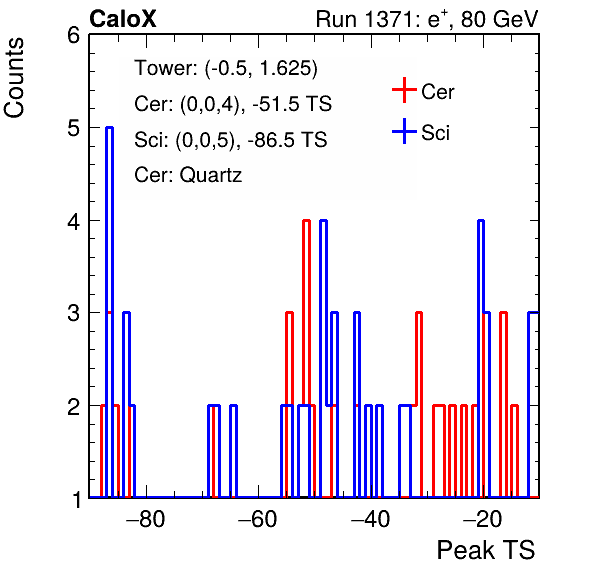 CaloX Run 1371: e⁺, 80 GeV
Counts
6
5
4
3
2
1
Tower: (-0.5, 1.625)
Cer: (0,0,4), -51.5 TS
Sci: (0,0,5), -86.5 TS
Cer: Quartz
Cer
Sci
−80 −60 −40 −20
Peak TS